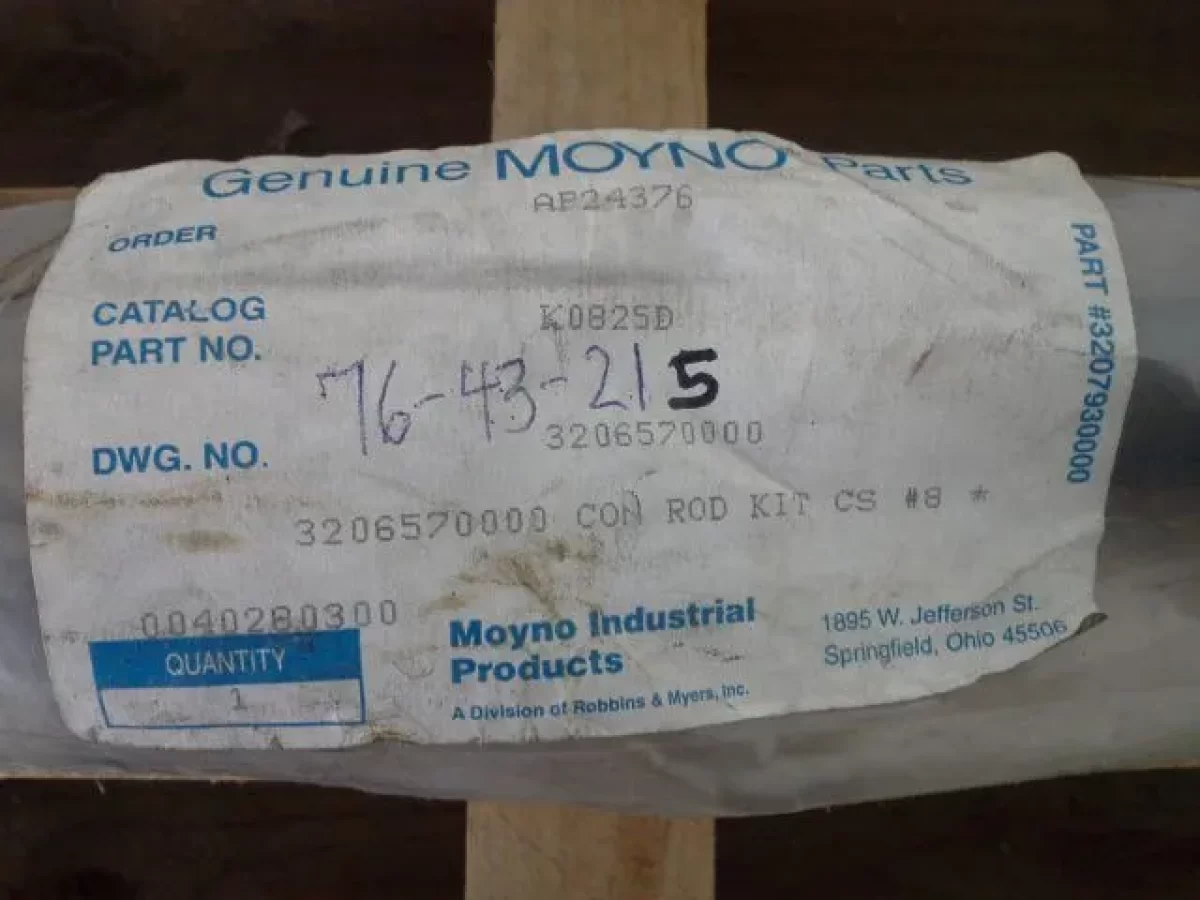 Genuine MOYNO Parts
AP24376
ORDER
CATALOG
PART NO.
K0825D
76-43-215
DWG. NO.
3206570000
3206570000 CON ROD KIT CS #8 *
0040280300
QUANTITY
1
Moyno Industrial
Products
A Division of Robbins & Myers, Inc.
1895 W. Jefferson St.
Springfield, Ohio 45506
PART #3207930000